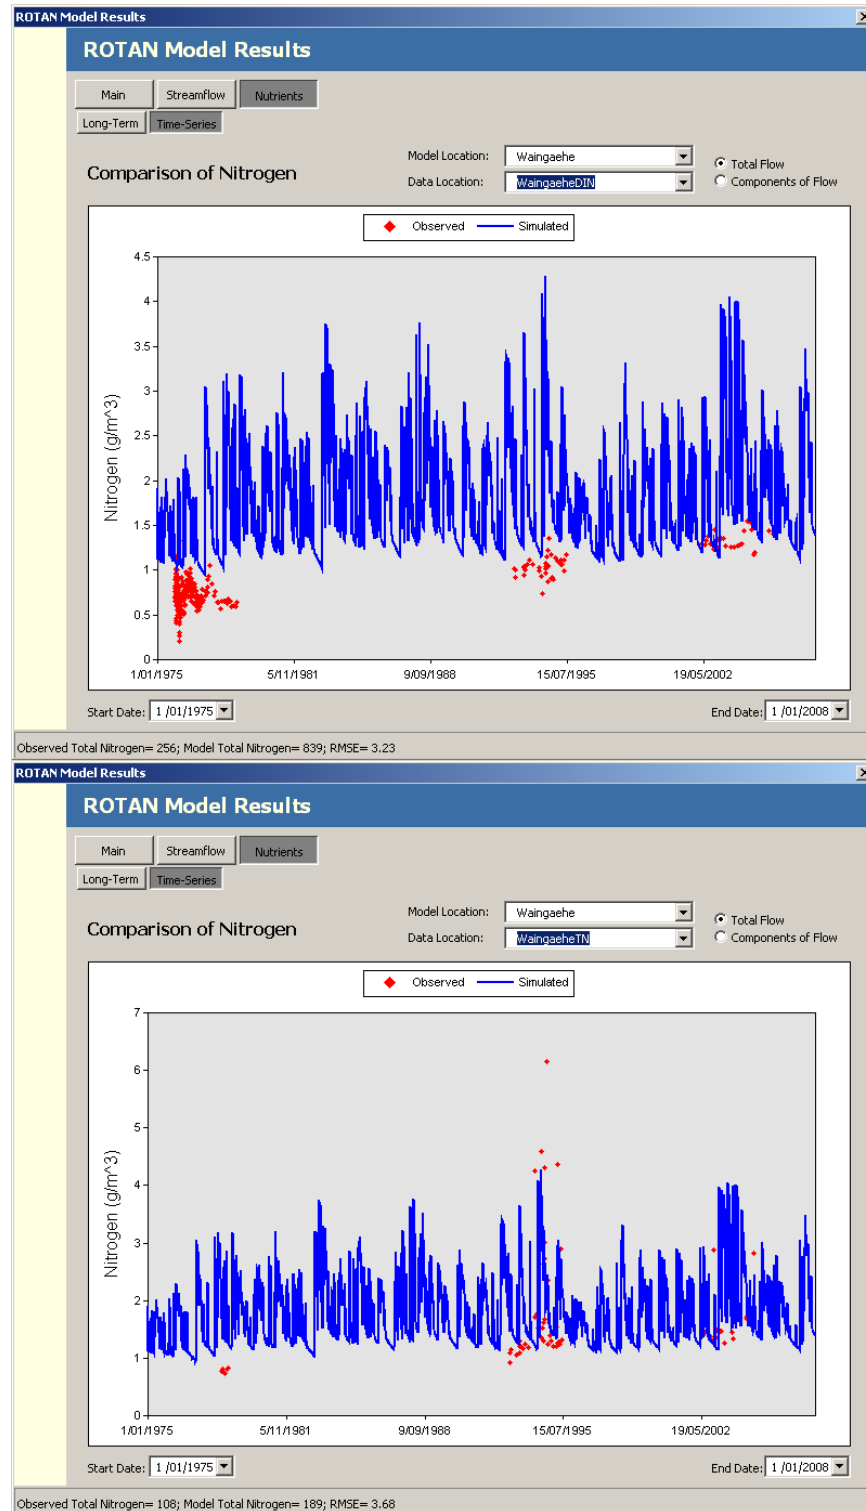 ROTAN Model Results
ROTAN Model Results
Main Streamflow Nutrients
Long-Term Time-Series
Comparison of Nitrogen
Model Location: Waingaehe
Data Location: WaingaeheDIN
Total Flow
Components of Flow
Observed Simulated
Nitrogen (g/m^3)
4.5
4
3.5
3
2.5
2
1.5
1
0.5
0
1/01/1975 5/11/1981 9/09/1988 15/07/1995 19/05/2002
Start Date: 1 /01/1975 End Date: 1 /01/2008
Observed Total Nitrogen= 256; Model Total Nitrogen= 839; RMSE= 3.23
ROTAN Model Results
ROTAN Model Results
Main Streamflow Nutrients
Long-Term Time-Series
Comparison of Nitrogen
Model Location: Waingaehe
Data Location: WaingaeheTN
Total Flow
Components of Flow
Observed Simulated
Nitrogen (g/m^3)
7
6
5
4
3
2
1
0
1/01/1975 5/11/1981 9/09/1988 15/07/1995 19/05/2002
Start Date: 1 /01/1975 End Date: 1 /01/2008
Observed Total Nitrogen= 108; Model Total Nitrogen= 189; RMSE= 3.68